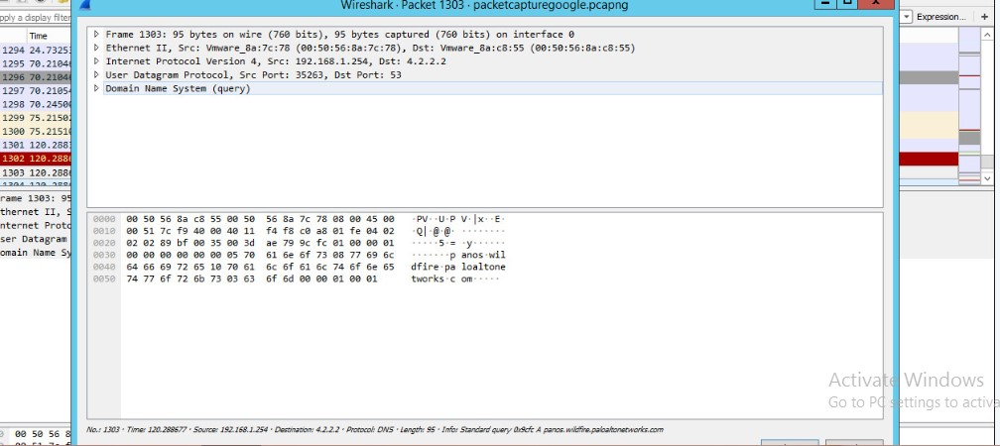 Wireshark · Packet 1303 · packetcapturegoogle.pcapng
pply a display filter
Expression... +
Time
1294 24.7325
1295 70.2104
1296 70.2104
1297 70.2105
1298 70.2450
1299 75.2150
1300 75.2151
1301 120.288
1302 120.288
1303 120.288
1304 120.288
rame 1303: 95
thernet II, S
nternet Proto
ser Datagram
omain Name Sy
Frame 1303: 95 bytes on wire (760 bits), 95 bytes captured (760 bits) on interface 0
Ethernet II, Src: Vmware_8a:7c:78 (00:50:56:8a:7c:78), Dst: Vmware_8a:c8:55 (00:50:56:8a:c8:55)
Internet Protocol Version 4, Src: 192.168.1.254, Dst: 4.2.2.2
User Datagram Protocol, Src Port: 35263, Dst Port: 53
Domain Name System (query)
0000 00 50 56 8a c8 55 00 50 56 8a 7c 78 08 00 45 00 ·PV··U·P V·|x··E·
0010 00 51 7c f9 40 00 40 11 f4 f8 c0 a8 01 fe 04 02 ·Q|·@·@· ········
0020 02 02 89 bf 00 35 00 3d ae 79 9c fc 01 00 00 01 ·····5·= ·y······
0030 00 00 00 00 00 00 05 70 61 6e 6f 73 08 77 69 6c ·······p anos·wil
0040 64 66 69 72 65 10 70 61 6c 6f 61 6c 74 6f 6e 65 dfire·pa loaltone
0050 74 77 6f 72 6b 73 03 63 6f 6d 00 00 01 00 01 tworks·c om·····
No.: 1303 · Time: 120.288677 · Source: 192.168.1.254 · Destination: 4.2.2.2 · Protocol: DNS · Length: 95 · Info: Standard query 0x9cfc A panos.wildfire.paloaltonetworks.com
00 50 56 8
Activate Windows
Go to PC settings to activa